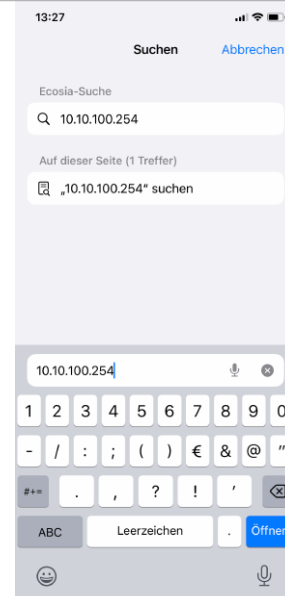 13:27
Suchen Abbrechen
Ecosia-Suche
10.10.100.254
Auf dieser Seite (1 Treffer)
„10.10.100.254“ suchen
10.10.100.254
1 2 3 4 5 6 7 8 9 0
- / : ; ( ) € & @ "
#+= . , ? ! '
ABC Leerzeichen . Öffnen